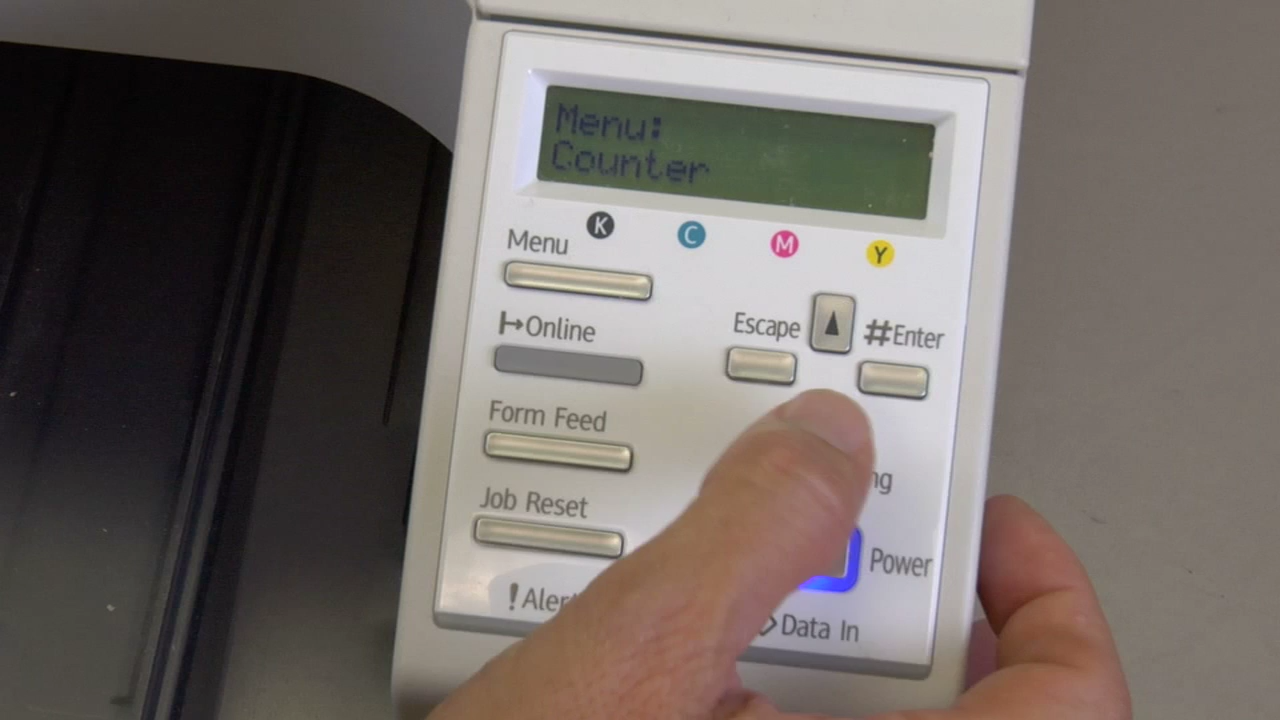 Menu:
Counter
K C M Y
Menu
Online
Escape
#Enter
Form Feed
Job Reset
Power
Data In